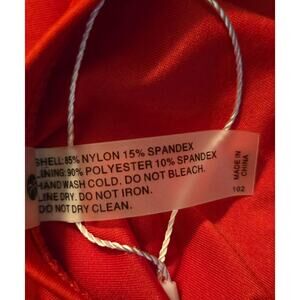 SHELL: 85% NYLON 15% SPANDEX
LINING: 90% POLYESTER 10% SPANDEX
HAND WASH COLD. DO NOT BLEACH.
LINE DRY. DO NOT IRON.
DO NOT DRY CLEAN.
MADE IN
CHINA
102